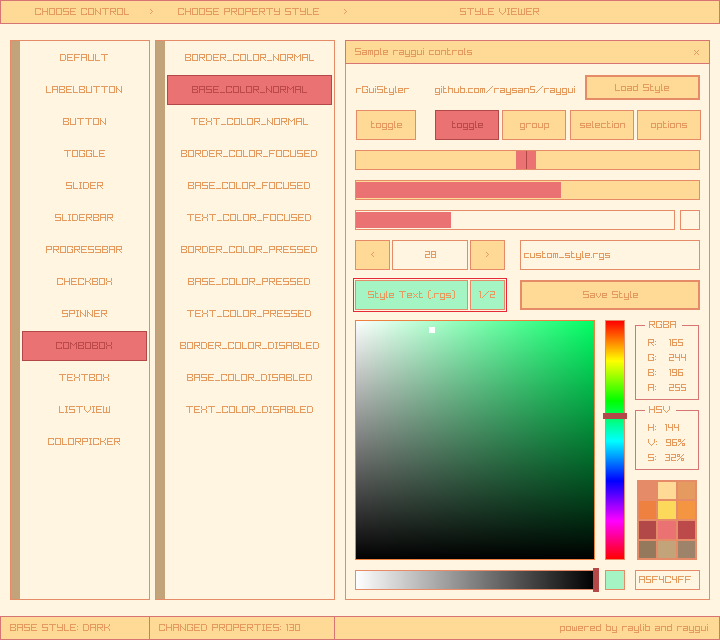 CHOOSE CONTROL > CHOOSE PROPERTY STYLE > STYLE VIEWER
DEFAULT
LABELBUTTON
BUTTON
TOGGLE
SLIDER
SLIDERBAR
PROGRESSBAR
CHECKBOX
SPINNER
COMBOBOX
TEXTBOX
LISTVIEW
COLORPICKER
BORDER_COLOR_NORMAL
BASE_COLOR_NORMAL
TEXT_COLOR_NORMAL
BORDER_COLOR_FOCUSED
BASE_COLOR_FOCUSED
TEXT_COLOR_FOCUSED
BORDER_COLOR_PRESSED
BASE_COLOR_PRESSED
TEXT_COLOR_PRESSED
BORDER_COLOR_DISABLED
BASE_COLOR_DISABLED
TEXT_COLOR_DISABLED
Sample raygui controls x
rGuiStyler github.com/raysan5/raygui Load Style
toggle toggle group selection options
< 28 > custom_style.rgs
Style Text (.rgs) 1/2 Save Style
RGBA
R: 165
G: 244
B: 196
A: 255
HSV
H: 144
V: 96%
S: 32%
A5F4C4FF
BASE STYLE: DARK CHANGED PROPERTIES: 130 powered by raylib and raygui